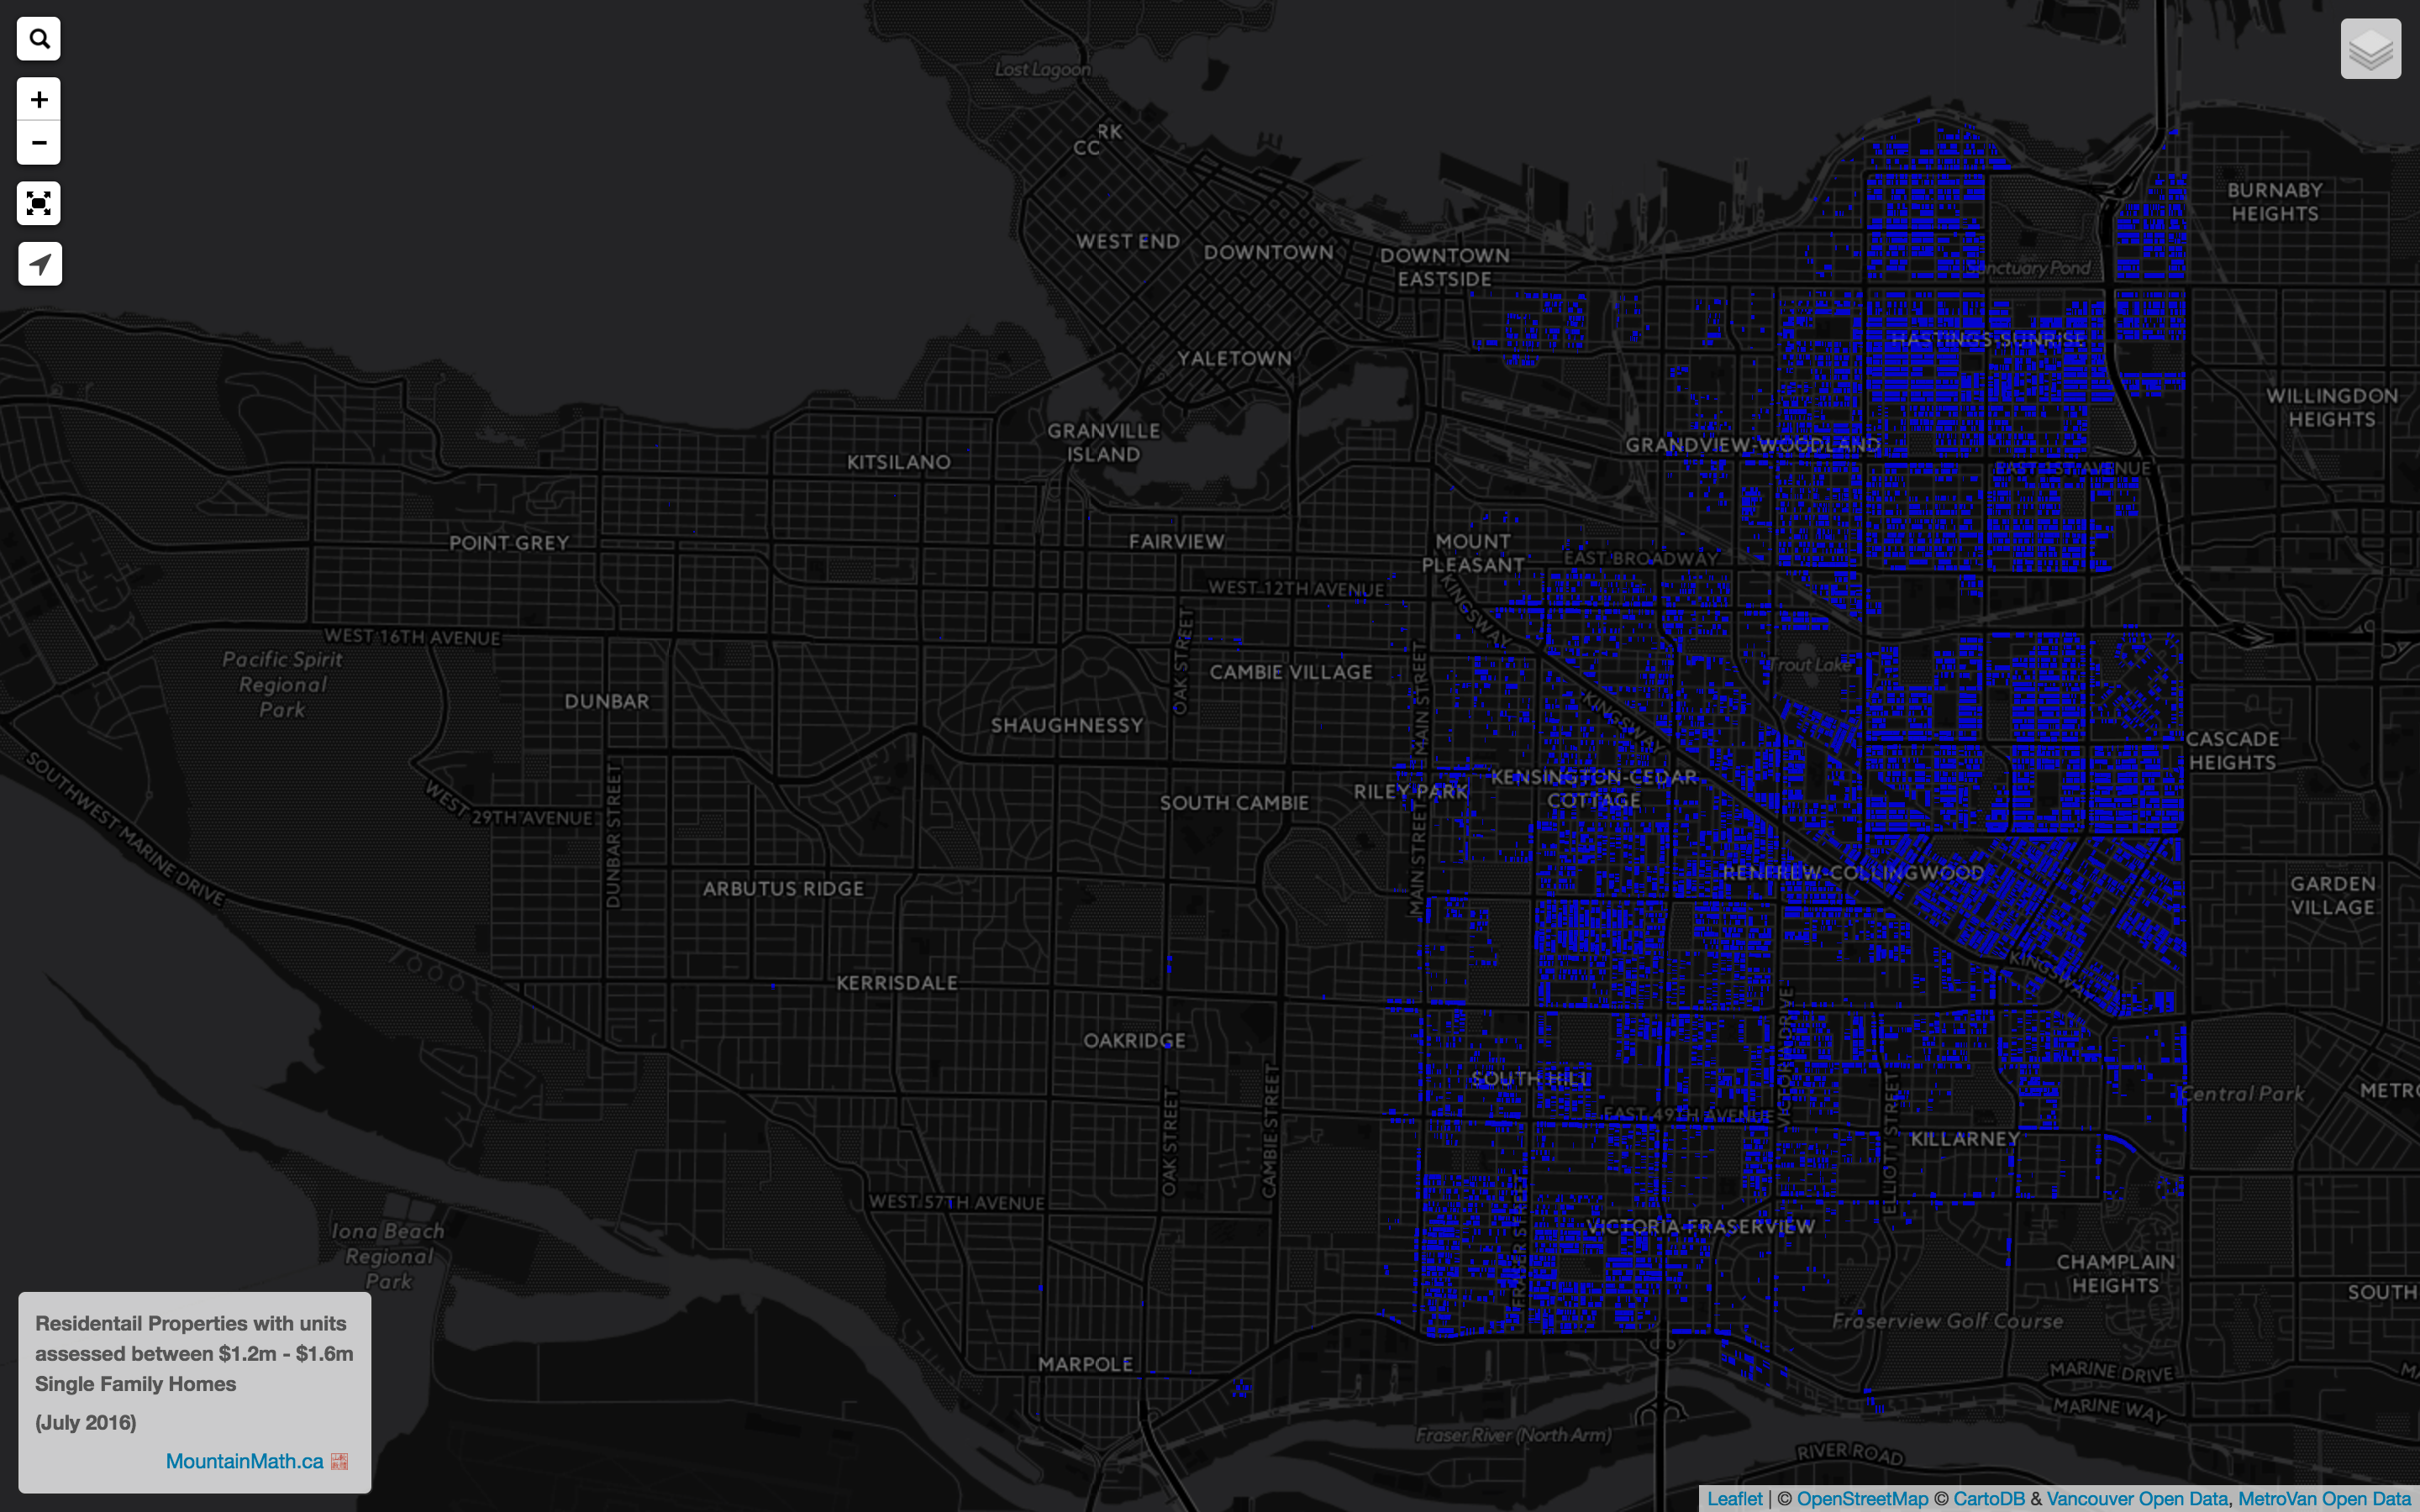 Lost Lagoon
RK
CC
WEST END
DOWNTOWN
DOWNTOWN
EASTSIDE
BURNABY
HEIGHTS
Sanctuary Pond
YALETOWN
HASTINGS-SUNRISE
WILLINGDON
HEIGHTS
GRANVILLE
ISLAND
KITSILANO
GRANDVIEW-WOODLAND
EAST 1ST AVENUE
POINT GREY
FAIRVIEW
MOUNT
PLEASANT
EAST BROADWAY
WEST 12TH AVENUE
KINGSWAY
WEST 16TH AVENUE
Pacific Spirit
Regional
Park
OAK STREET
CAMBIE VILLAGE
MAIN STREET
Trout Lake
DUNBAR
SHAUGHNESSY
KINGSWAY
CASCADE
HEIGHTS
SOUTHWEST MARINE DRIVE
WEST 29TH AVENUE
DUNBAR STREET
SOUTH CAMBIE
RILEY PARK
KENSINGTON-CEDAR
COTTAGE
MAIN STREET
ARBUTUS RIDGE
RENFREW-COLLINGWOOD
GARDEN
VILLAGE
KERRISDALE
KINGSWAY
OAKRIDGE
VICTORIA DRIVE
SOUTH HILL
EAST 49TH AVENUE
OAK STREET
CAMBIE STREET
ELLIOTT STREET
KILLARNEY
Central Park
METRO
WEST 57TH AVENUE
FRASER STREET
VICTORIA-FRASERVIEW
Iona Beach
Regional
Park
CHAMPLAIN
HEIGHTS
SOUTH
Fraserview Golf Course
MARPOLE
MARINE DRIVE
MA
MARINE WAY
Fraser River (North Arm)
RIVER ROAD
Residentail Properties with units
assessed between $1.2m - $1.6m
Single Family Homes
(July 2016)
MountainMath.ca
Leaflet | © OpenStreetMap © CartoDB & Vancouver Open Data, MetroVan Open Data